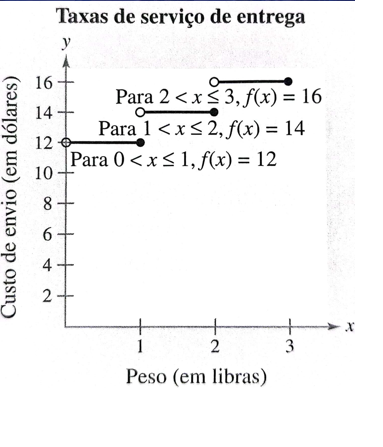 Taxas de serviço de entrega
y
Custo de envio (em dólares)
16
Para 2 < x ≤ 3, f(x) = 16
14
Para 1 < x ≤ 2, f(x) = 14
12
Para 0 < x ≤ 1, f(x) = 12
10
8
6
4
2
x
1 2 3
Peso (em libras)